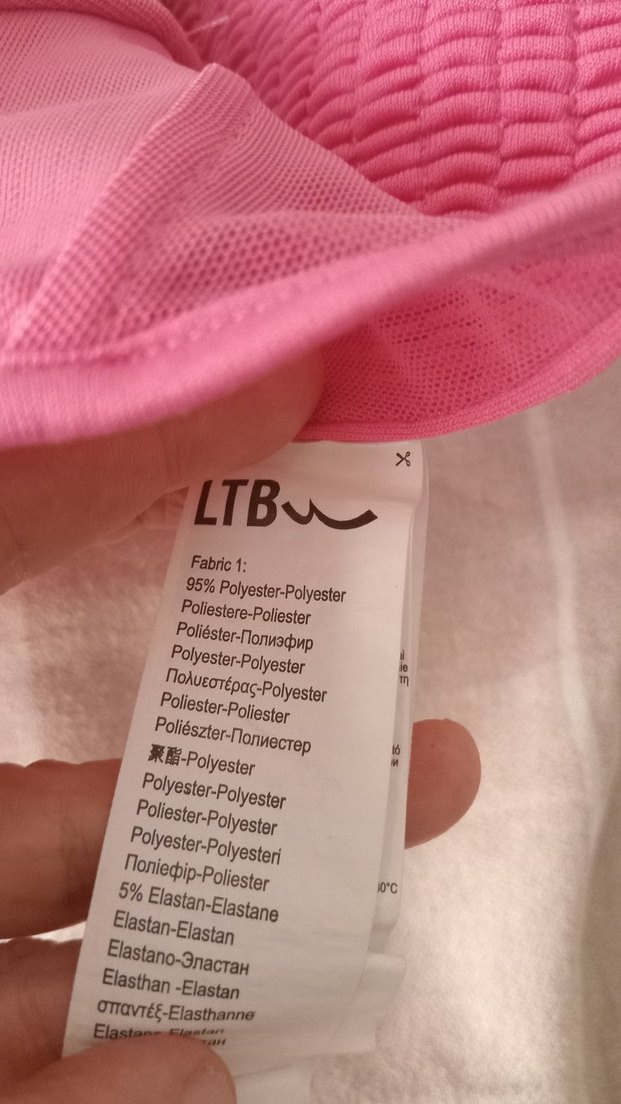 LTB
Fabric 1:
95% Polyester-Polyester
Poliestere-Poliester
Poliéster-Полиэфир
Polyester-Polyester
Πολυεστέρας-Polyester
Poliester-Poliester
Poliészter-Полиестер
聚酯-Polyester
Polyester-Polyester
Poliester-Polyester
Polyester-Polyesteri
Поліефір-Poliester
5% Elastan-Elastane
Elastan-Elastan
Elastano-Эластан
Elasthan -Elastan
σπαντέξ-Elasthanne
Elastan